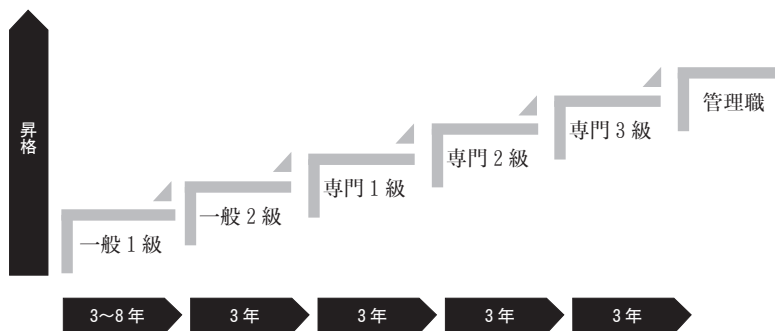 昇格
一般1級
一般2級
専門1級
専門2級
専門3級
管理職
3～8年
3年
3年
3年
3年